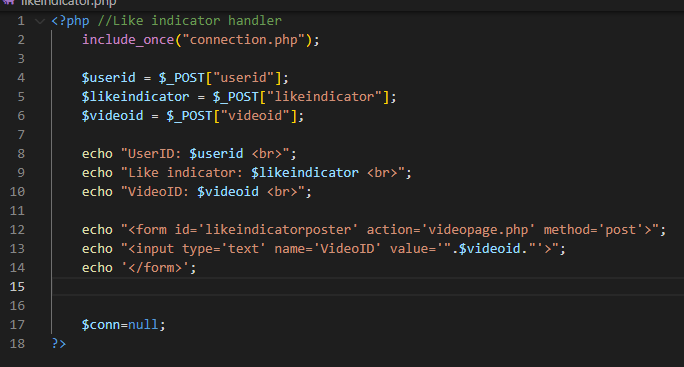 likeindicator.php
1 <?php //Like indicator handler
2 include_once("connection.php");
3
4 $userid = $_POST["userid"];
5 $likeindicator = $_POST["likeindicator"];
6 $videoid = $_POST["videoid"];
7
8 echo "UserID: $userid <br>";
9 echo "Like indicator: $likeindicator <br>";
10 echo "VideoID: $videoid <br>";
11
12 echo "<form id='likeindicatorposter' action='videopage.php' method='post'>";
13 echo "<input type='text' name='VideoID' value='".$videoid."'>";
14 echo '</form>';
15
16
17 $conn=null;
18 ?>